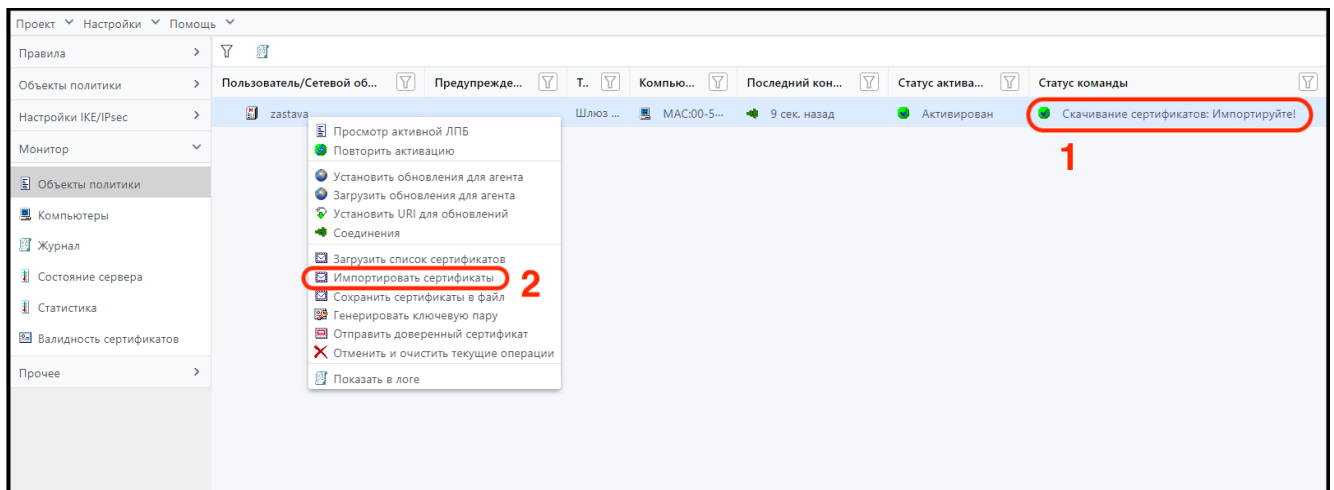 Проект Настройки Помощь
Правила
Объекты политики
Настройки IKE/IPsec
Монитор
Объекты политики
Компьютеры
Журнал
Состояние сервера
Статистика
Валидность сертификатов
Прочее
Пользователь/Сетевой об... Предупрежде... Т.. Компью... Последний кон... Статус актива... Статус команды
zastava Шлюз ... MAC:00-5... 9 сек. назад Активирован Скачивание сертификатов: Импортируйте!
1
Просмотр активной ЛПБ
Повторить активацию
Установить обновления для агента
Загрузить обновления для агента
Установить URI для обновлений
Соединения
Загрузить список сертификатов
Импортировать сертификаты 2
Сохранить сертификаты в файл
Генерировать ключевую пару
Отправить доверенный сертификат
Отменить и очистить текущие операции
Показать в логе